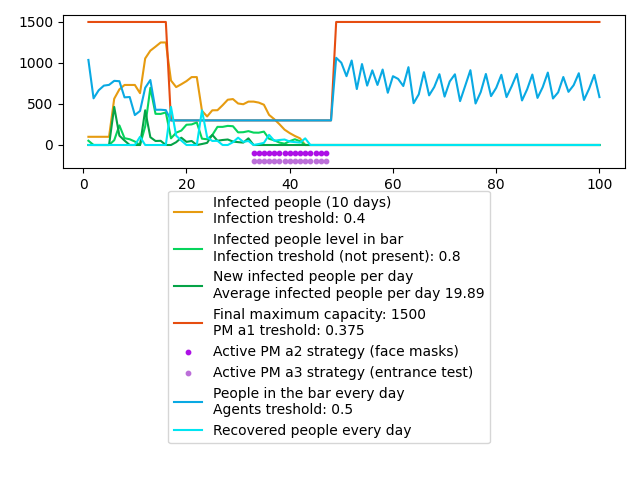 1500
1000
500
0
0
20
40
60
80
100
Infected people (10 days)
Infection treshold: 0.4
Infected people level in bar
Infection treshold (not present): 0.8
New infected people per day
Average infected people per day 19.89
Final maximum capacity: 1500
PM a1 treshold: 0.375
Active PM a2 strategy (face masks)
Active PM a3 strategy (entrance test)
People in the bar every day
Agents treshold: 0.5
Recovered people every day